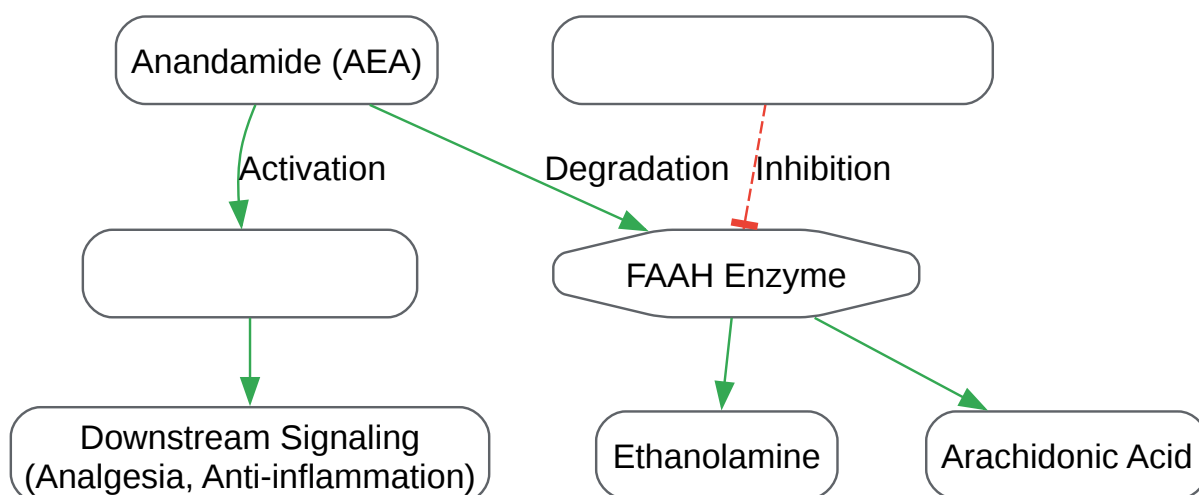 Anandamide (AEA)
Activation
Degradation
Inhibition
FAAH Enzyme
Downstream Signaling
(Analgesia, Anti-inflammation)
Ethanolamine
Arachidonic Acid